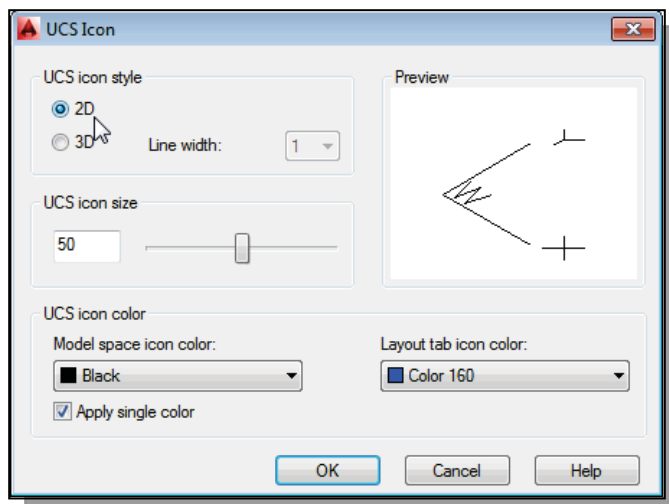 UCS Icon
UCS icon style
2D
3D Line width: 1
UCS icon size
50
Preview
UCS icon color
Model space icon color:
Black
Apply single color
Layout tab icon color:
Color 160
OK Cancel Help